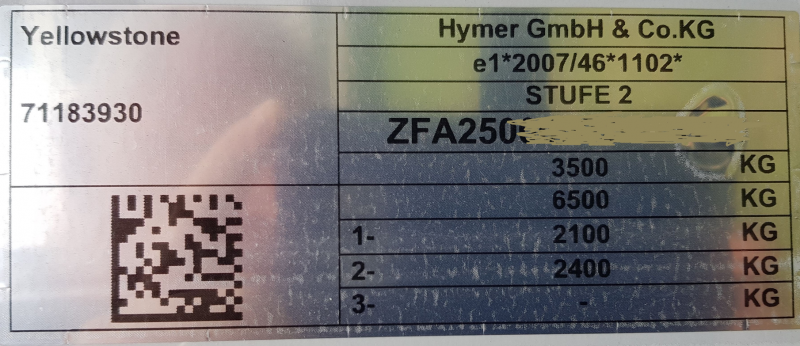 Yellowstone
71183930
Hymer GmbH & Co.KG
e1*2007/46*1102*
STUFE 2
ZFA250
3500 KG
6500 KG
1- 2100 KG
2- 2400 KG
3- - KG